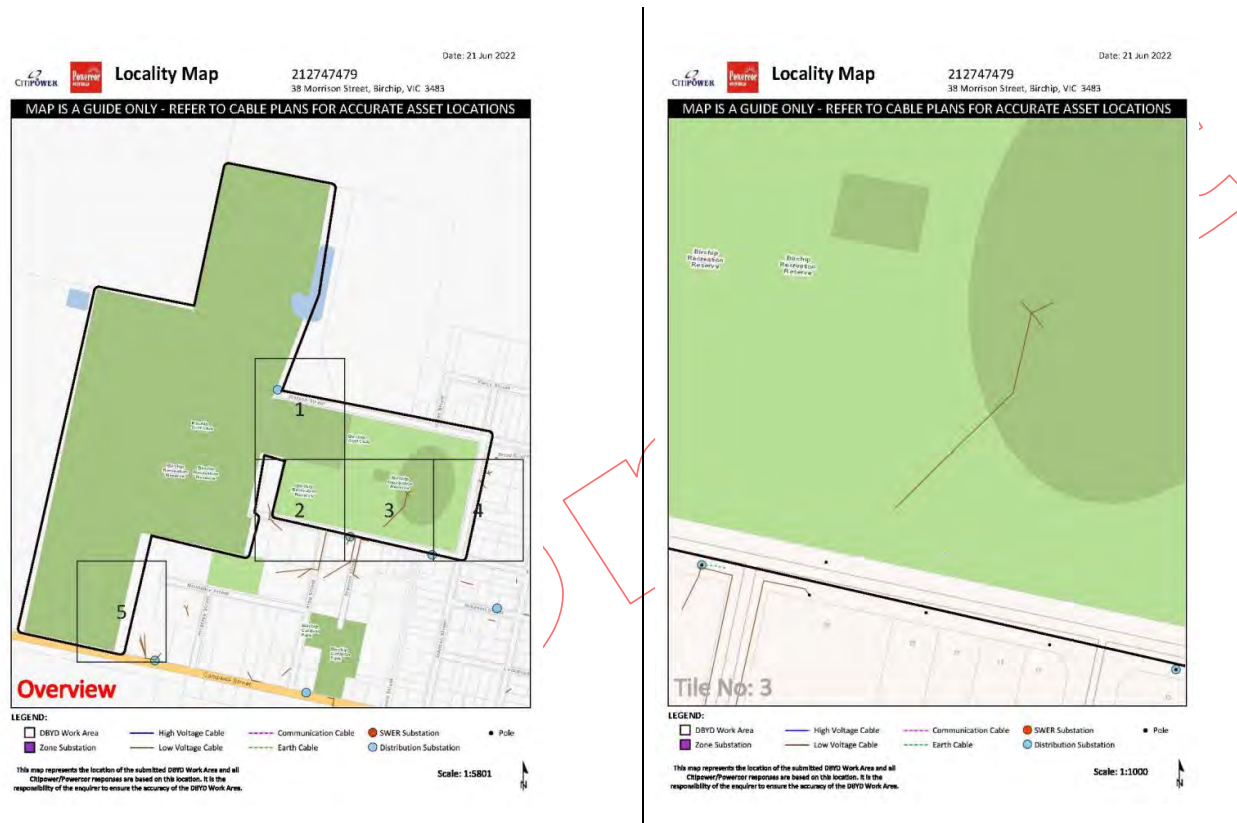 Date: 21 Jun 2022
CITIPOWER
Powercor
Locality Map
212747479
38 Morrison Street, Birchip, VIC 3483
MAP IS A GUIDE ONLY - REFER TO CABLE PLANS FOR ACCURATE ASSET LOCATIONS
1
2
3
4
5
Birchip
Recreation
Reserve
Campbell Street
Overview
LEGEND:
DBYD Work Area
High Voltage Cable
Communication Cable
SWER Substation
Pole
Zone Substation
Low Voltage Cable
Earth Cable
Distribution Substation
This map represents the location of the submitted DBYD Work Area and all
Citipower/Powercor responses are based on this location. It is the
responsibility of the enquirer to ensure the accuracy of the DBYD Work Area.
Scale: 1:5801
N
Date: 21 Jun 2022
CITIPOWER
Powercor
Locality Map
212747479
38 Morrison Street, Birchip, VIC 3483
MAP IS A GUIDE ONLY - REFER TO CABLE PLANS FOR ACCURATE ASSET LOCATIONS
Birchip
Recreation
Reserve
Birchip
Recreation
Reserve
Tile No: 3
LEGEND:
DBYD Work Area
High Voltage Cable
Communication Cable
SWER Substation
Pole
Zone Substation
Low Voltage Cable
Earth Cable
Distribution Substation
This map represents the location of the submitted DBYD Work Area and all
Citipower/Powercor responses are based on this location. It is the
responsibility of the enquirer to ensure the accuracy of the DBYD Work Area.
Scale: 1:1000
N